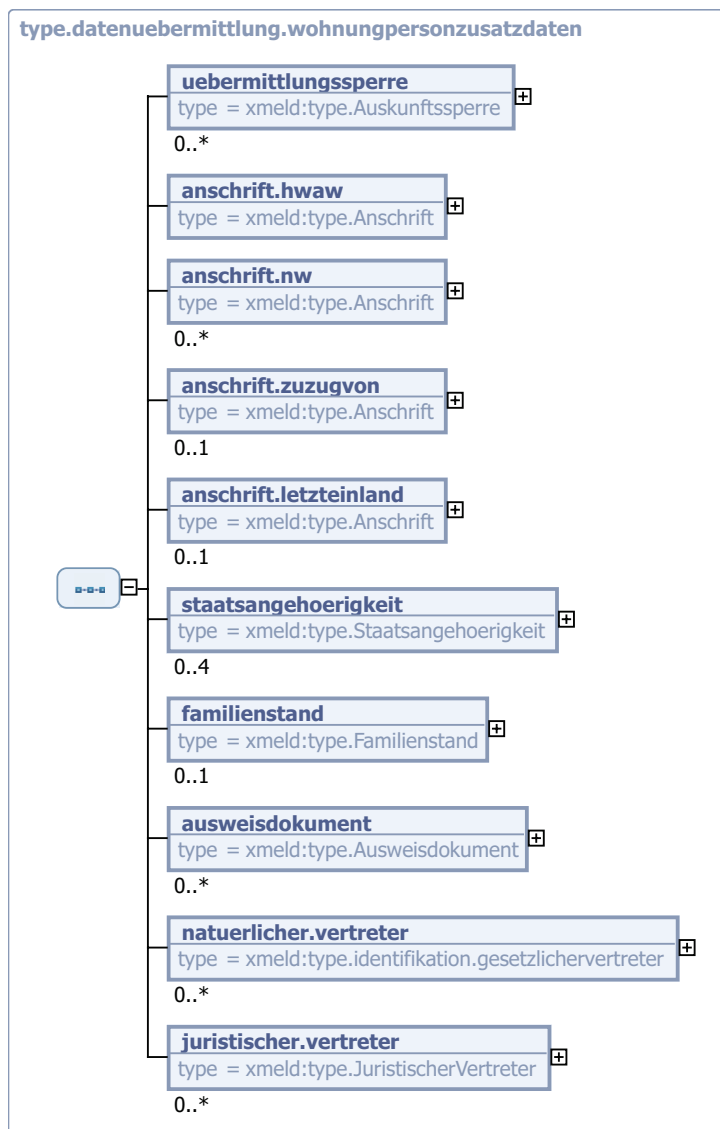 type.datenuebermittlung.wohnungpersonzusatzdaten
uebermittlungssperre
type = xmeld:type.Auskunftssperre
0..*
anschrift.hwaw
type = xmeld:type.Anschrift
anschrift.nw
type = xmeld:type.Anschrift
0..*
anschrift.zuzugvon
type = xmeld:type.Anschrift
0..1
anschrift.letzteinland
type = xmeld:type.Anschrift
0..1
staatsangehoerigkeit
type = xmeld:type.Staatsangehoerigkeit
0..4
familienstand
type = xmeld:type.Familienstand
0..1
ausweisdokument
type = xmeld:type.Ausweisdokument
0..*
natuerlicher.vertreter
type = xmeld:type.identifikation.gesetzlichervertreter
0..*
juristischer.vertreter
type = xmeld:type.JuristischerVertreter
0..*